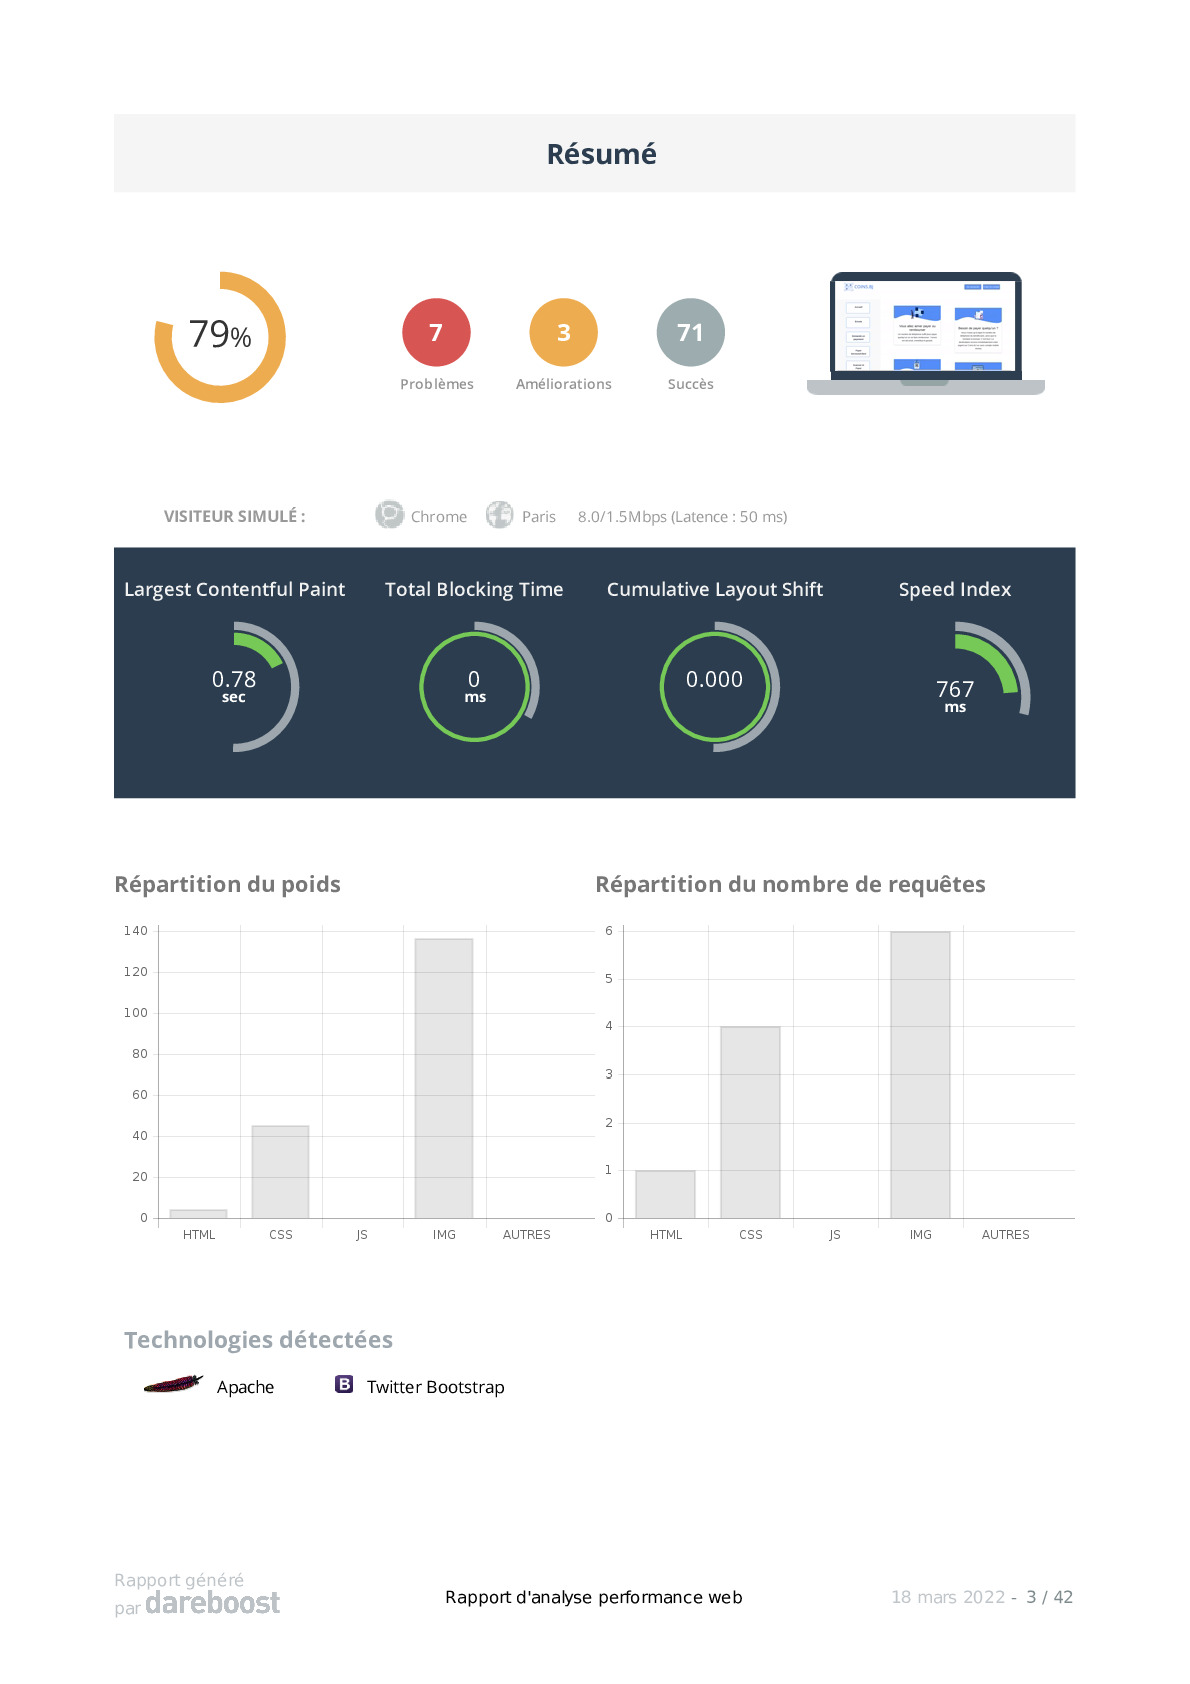 Résumé
79%
7
3
71
Problèmes
Améliorations
Succès
COINS.BJ
VISITEUR SIMULÉ :
Chrome
Paris
8.0/1.5Mbps (Latence : 50 ms)
Largest Contentful Paint
Total Blocking Time
Cumulative Layout Shift
Speed Index
0.78
sec
0
ms
0.000
767
ms
Répartition du poids
140
120
100
80
60
40
20
0
HTML
CSS
JS
IMG
AUTRES
Répartition du nombre de requêtes
6
5
4
3
2
1
0
HTML
CSS
JS
IMG
AUTRES
Technologies détectées
Apache
B
Twitter Bootstrap
Rapport généré
par dareboost
Rapport d'analyse performance web
18 mars 2022 - 3 / 42